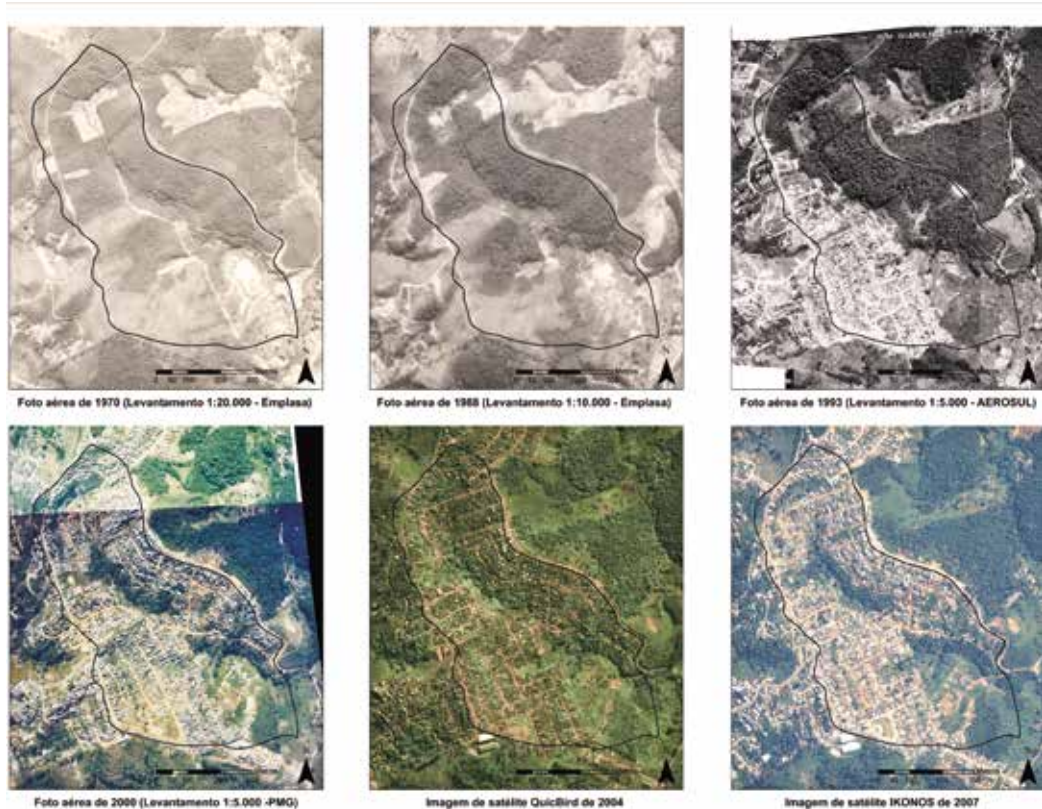 Foto aérea de 1970 (Levantamento 1:20.000 - Emplasa)
Foto aérea de 1988 (Levantamento 1:10.000 - Emplasa)
Foto aérea de 1993 (Levantamento 1:5.000 - AEROSUL)
Foto aérea de 2000 (Levantamento 1:5.000 -PMG)
Imagem de satélite QuicBird de 2004
Imagem de satélite IKONOS de 2007